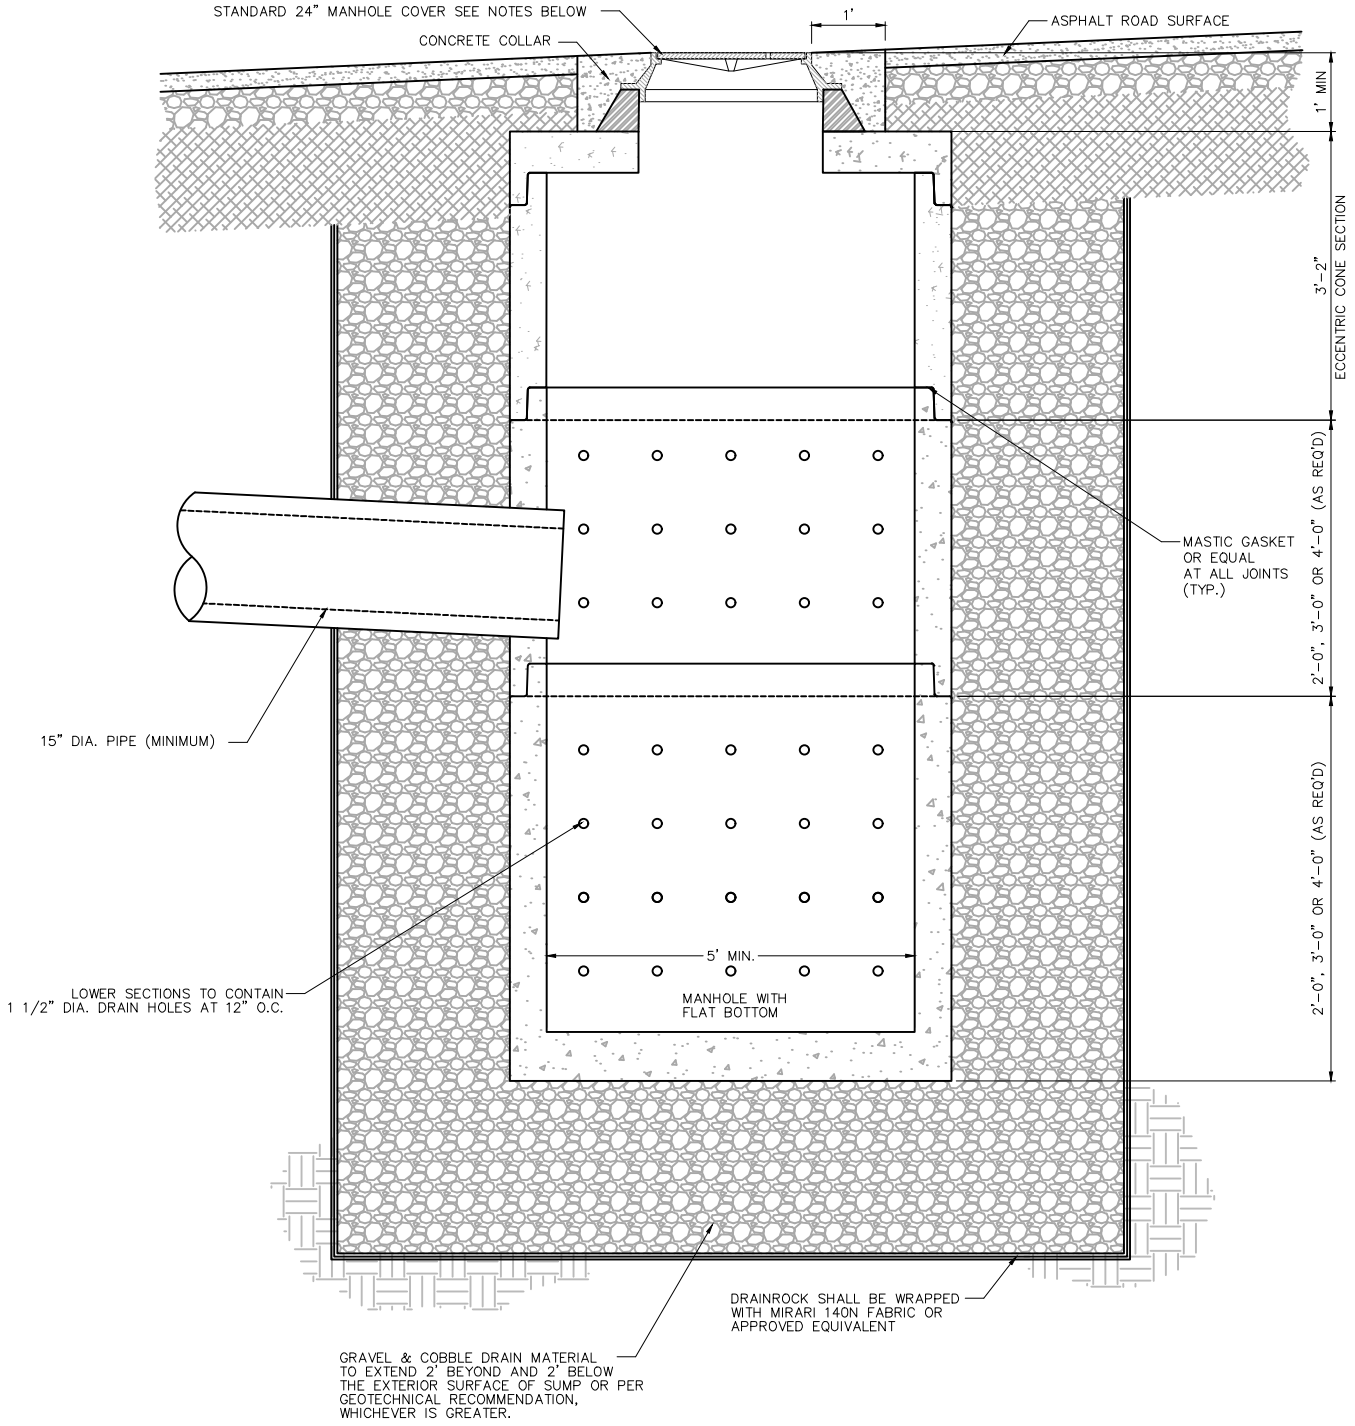 STANDARD 24" MANHOLE COVER SEE NOTES BELOW
1'
ASPHALT ROAD SURFACE
CONCRETE COLLAR
1' MIN
3'-2"
ECCENTRIC CONE SECTION
2'-0", 3'-0" OR 4'-0" (AS REQ'D)
MASTIC GASKET
OR EQUAL
AT ALL JOINTS
(TYP.)
15" DIA. PIPE (MINIMUM)
2'-0", 3'-0" OR 4'-0" (AS REQ'D)
5' MIN.
LOWER SECTIONS TO CONTAIN
1 1/2" DIA. DRAIN HOLES AT 12" O.C.
MANHOLE WITH
FLAT BOTTOM
DRAINROCK SHALL BE WRAPPED
WITH MIRARI 140N FABRIC OR
APPROVED EQUIVALENT
GRAVEL & COBBLE DRAIN MATERIAL
TO EXTEND 2' BEYOND AND 2' BELOW
THE EXTERIOR SURFACE OF SUMP OR PER
GEOTECHNICAL RECOMMENDATION,
WHICHEVER IS GREATER.